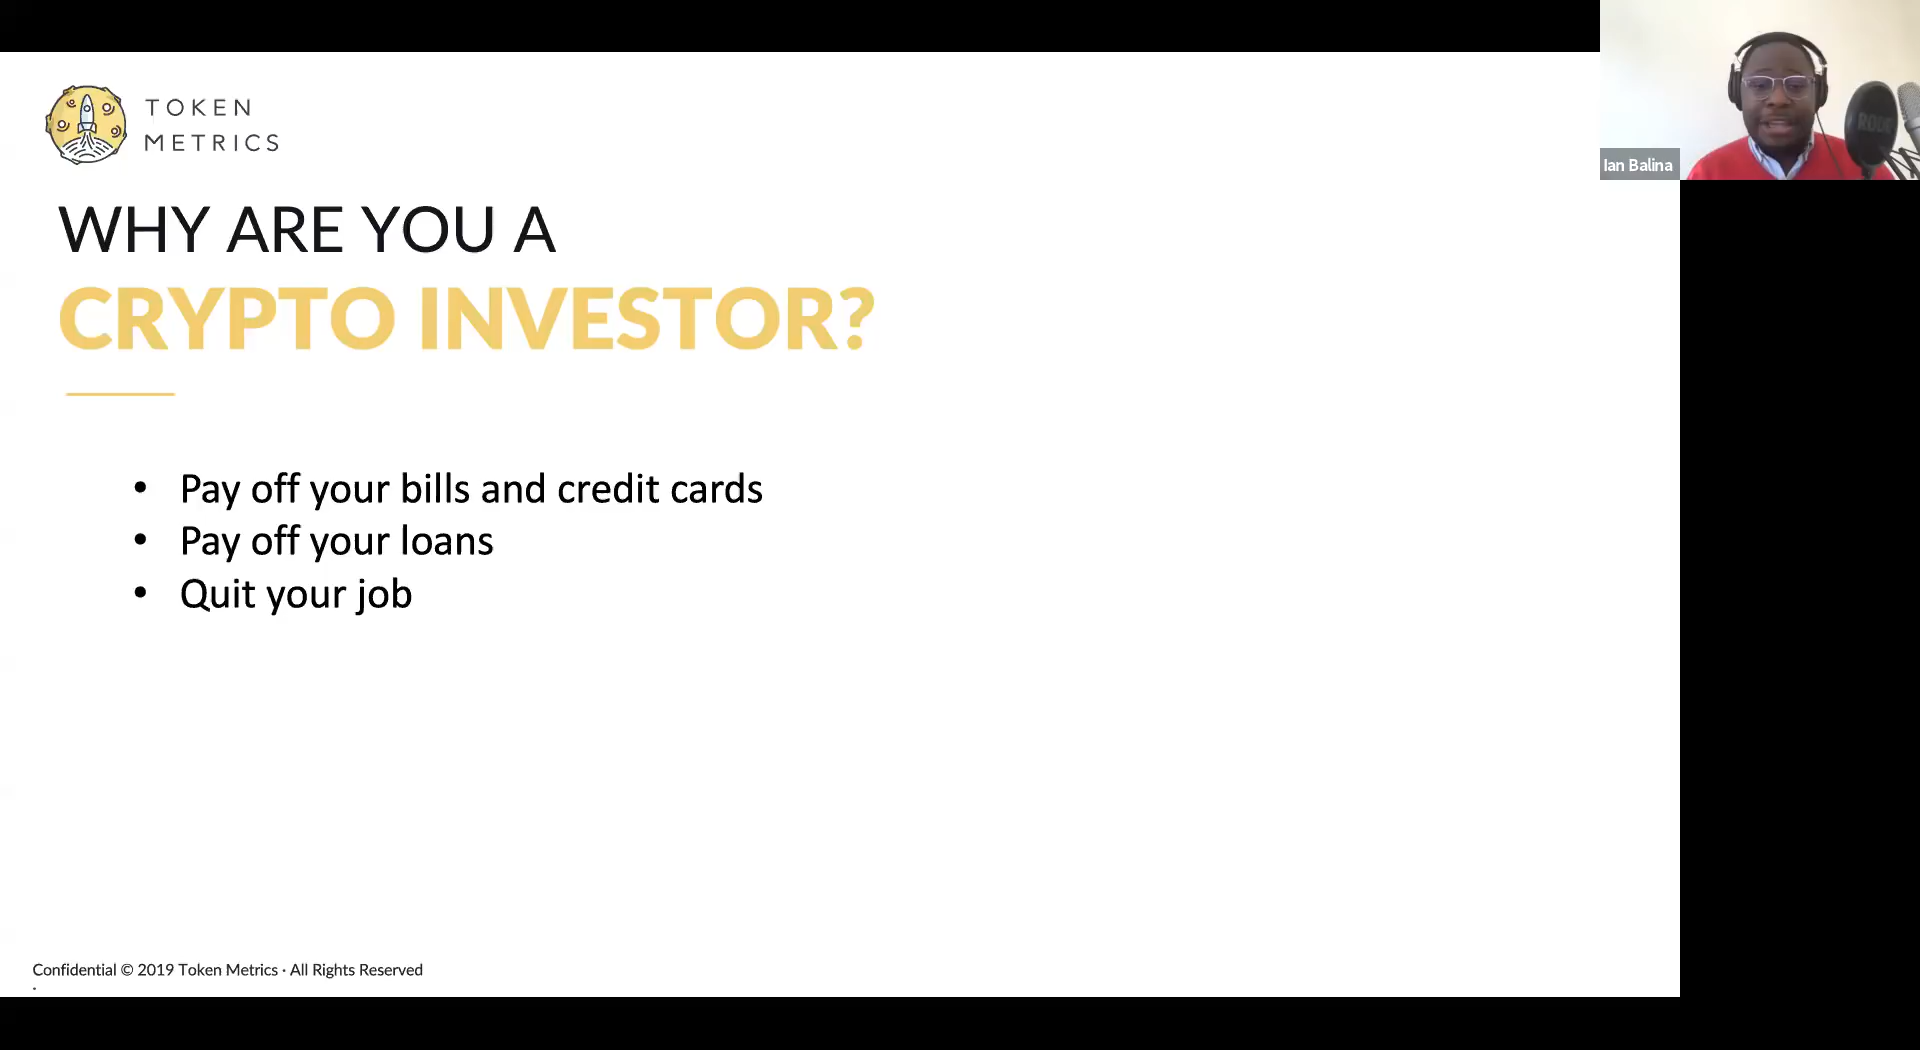 TOKEN
METRICS
WHY ARE YOU A
CRYPTO INVESTOR?
• Pay off your bills and credit cards
• Pay off your loans
• Quit your job
Confidential © 2019 Token Metrics · All Rights Reserved
.
Ian Balina
RODE